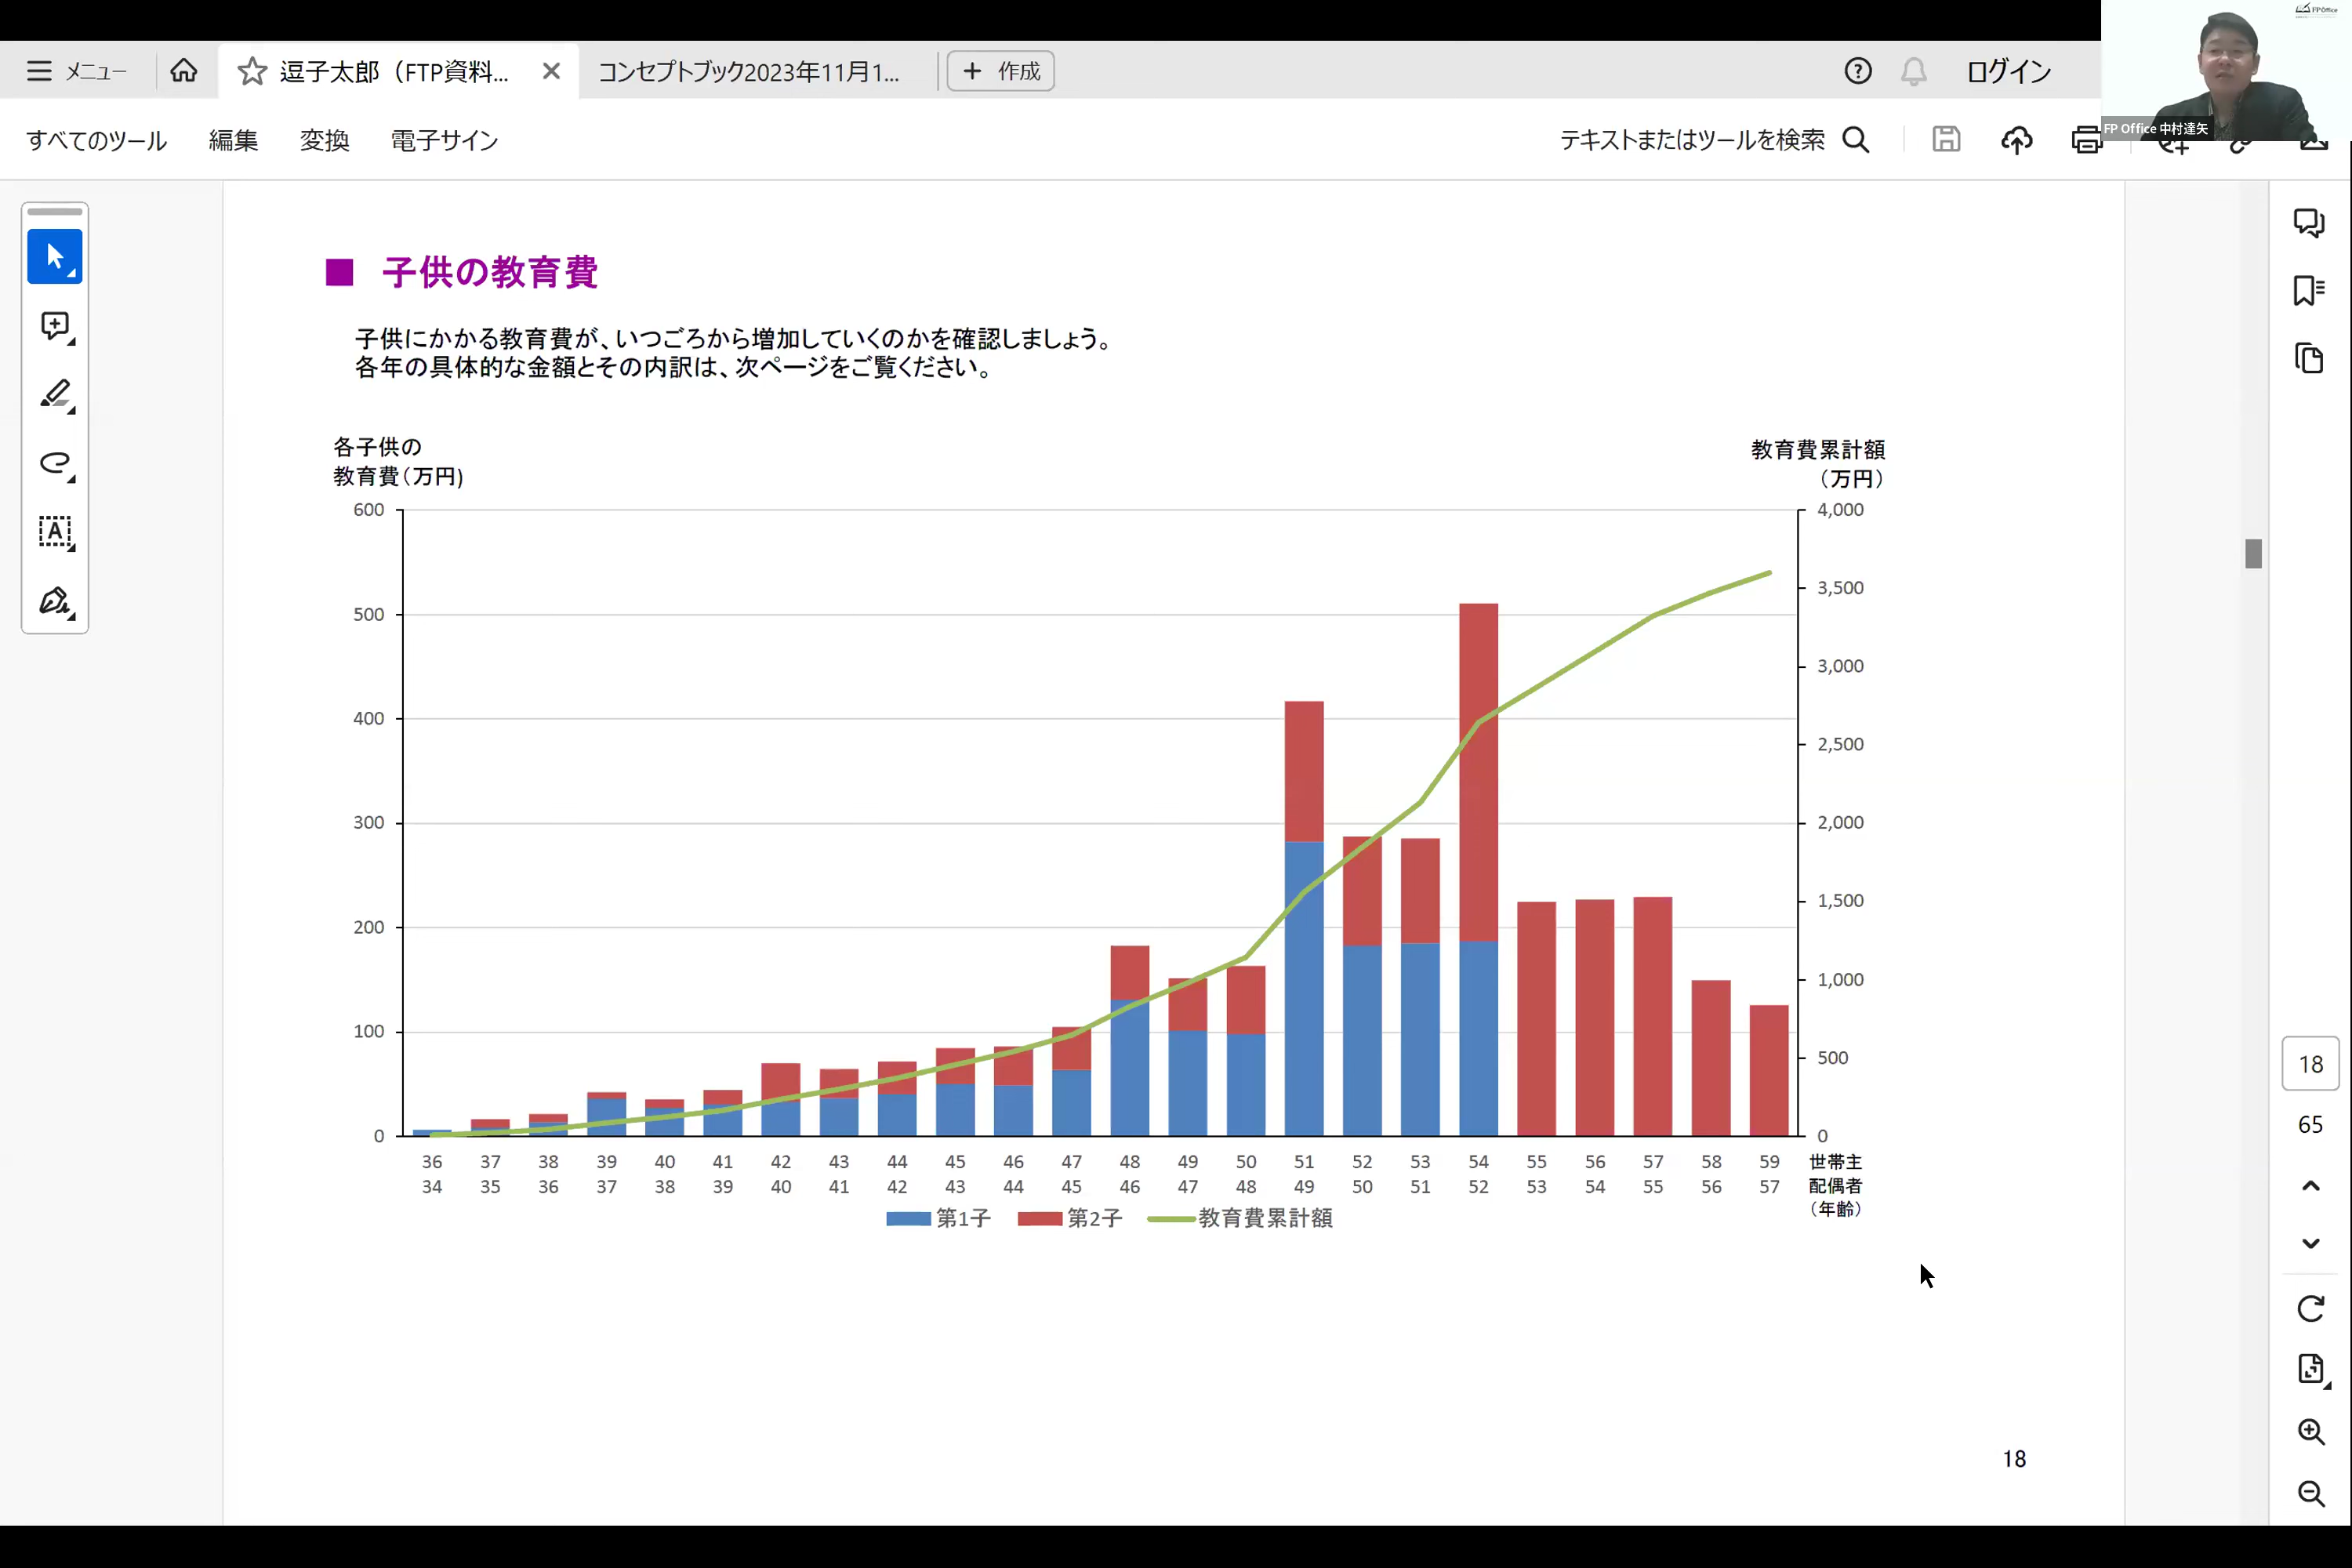 FP Office
メニュー
逗子太郎（FTP資料...
コンセプトブック2023年11月1...
作成
ログイン
FP Office 中村達矢
すべてのツール 編集 変換 電子サイン
テキストまたはツールを検索
■ 子供の教育費
子供にかかる教育費が、いつごろから増加していくのかを確認しましょう。
各年の具体的な金額とその内訳は、次ページをご覧ください。
各子供の
教育費（万円）
教育費累計額
（万円）
600
500
400
300
200
100
0
4,000
3,500
3,000
2,500
2,000
1,500
1,000
500
0
36 37 38 39 40 41 42 43 44 45 46 47 48 49 50 51 52 53 54 55 56 57 58 59 世帯主
34 35 36 37 38 39 40 41 42 43 44 45 46 47 48 49 50 51 52 53 54 55 56 57 配偶者
（年齢）
第1子 第2子 教育費累計額
18
18
65